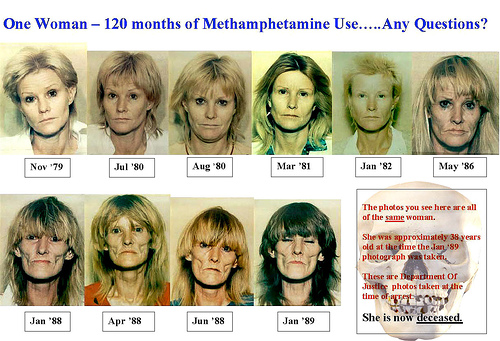 One Woman – 120 months of Methamphetamine Use…..Any Questions?
Nov '79
Jul '80
Aug '80
Mar '81
Jan '82
May '86
Jan '88
Apr '88
Jun '88
Jan '89
The photos you see here are all
of the same woman.
She was approximately 38 years
old at the time the Jan '89
photograph was taken.
These are Department Of
Justice photos taken at the
time of arrest.
She is now deceased.